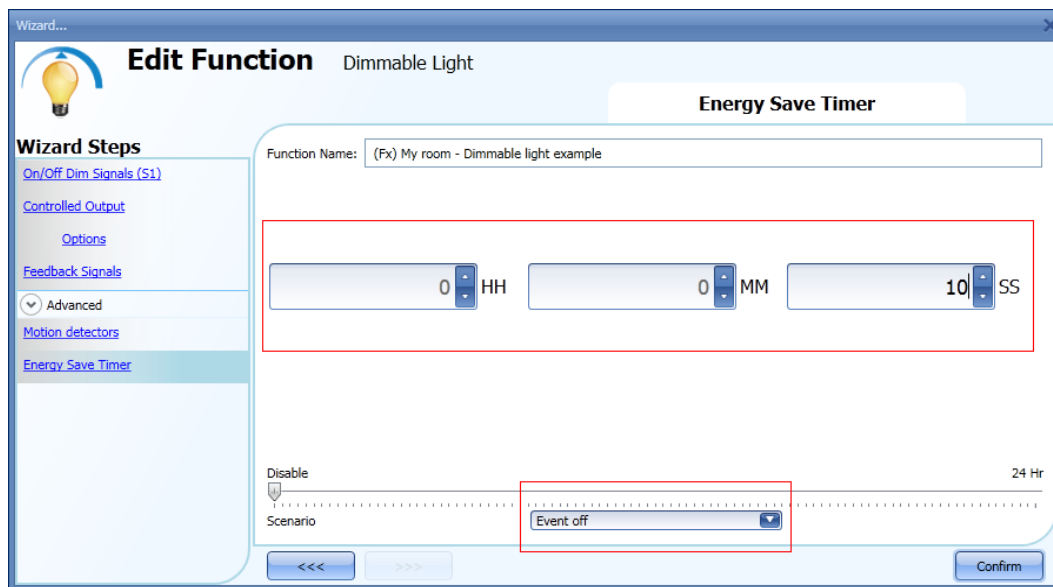 Wizard...
Edit Function Dimmable Light
Energy Save Timer
Wizard Steps
On/Off Dim Signals (S1)
Controlled Output
Options
Feedback Signals
Advanced
Motion detectors
Energy Save Timer
Function Name: (Fx) My room - Dimmable light example
0 HH 0 MM 10 SS
Disable 24 Hr
Scenario Event off
<<< >>> Confirm